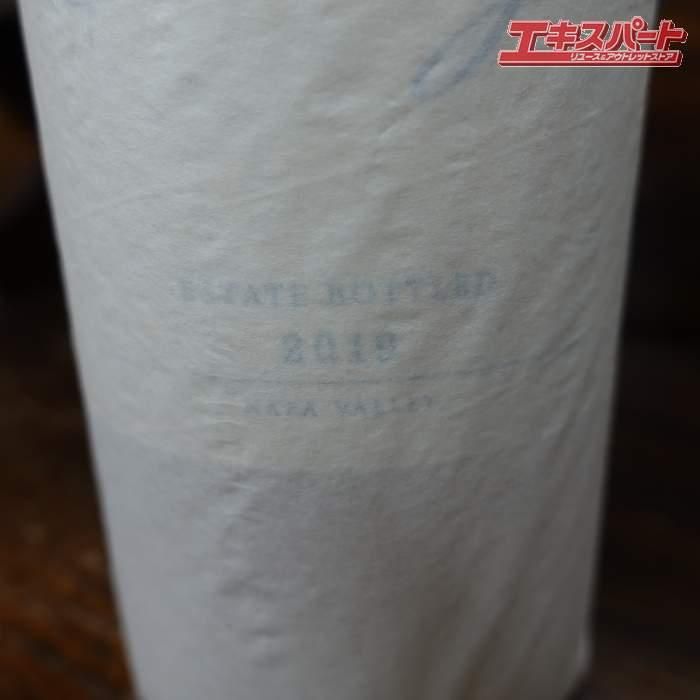 エキスパート
リユース&アウトレットストア
ESTATE BOTTLED
2019
NAPA VALLEY